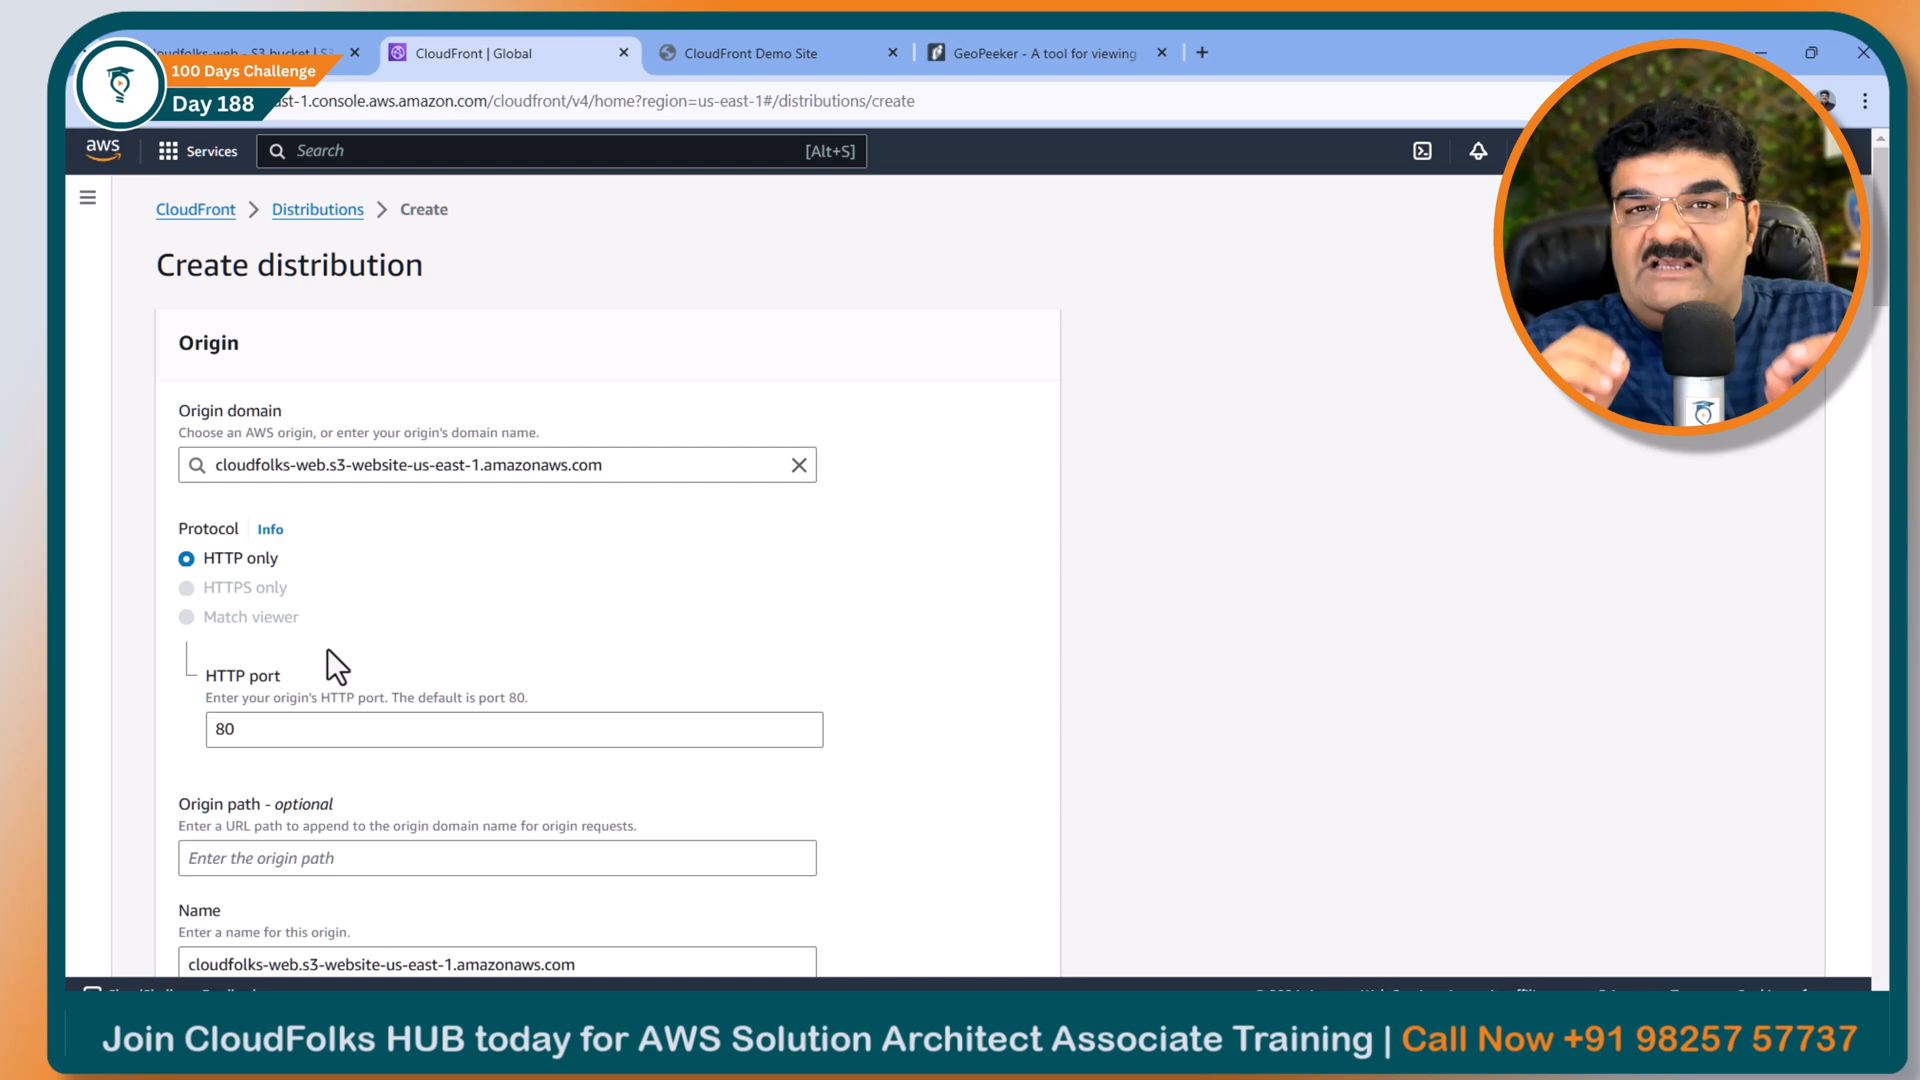 100 Days Challenge
Day 188
CloudFront | Global
CloudFront Demo Site
GeoPeeker - A tool for viewing
st-1.console.aws.amazon.com/cloudfront/v4/home?region=us-east-1#/distributions/create
aws
Services
Search
[Alt+S]
CloudFront > Distributions > Create
Create distribution
Origin
Origin domain
Choose an AWS origin, or enter your origin's domain name.
cloudfolks-web.s3-website-us-east-1.amazonaws.com
Protocol
Info
HTTP only
HTTPS only
Match viewer
HTTP port
Enter your origin's HTTP port. The default is port 80.
80
Origin path - optional
Enter a URL path to append to the origin domain name for origin requests.
Enter the origin path
Name
Enter a name for this origin.
cloudfolks-web.s3-website-us-east-1.amazonaws.com
Join CloudFolks HUB today for AWS Solution Architect Associate Training | Call Now +91 98257 57737